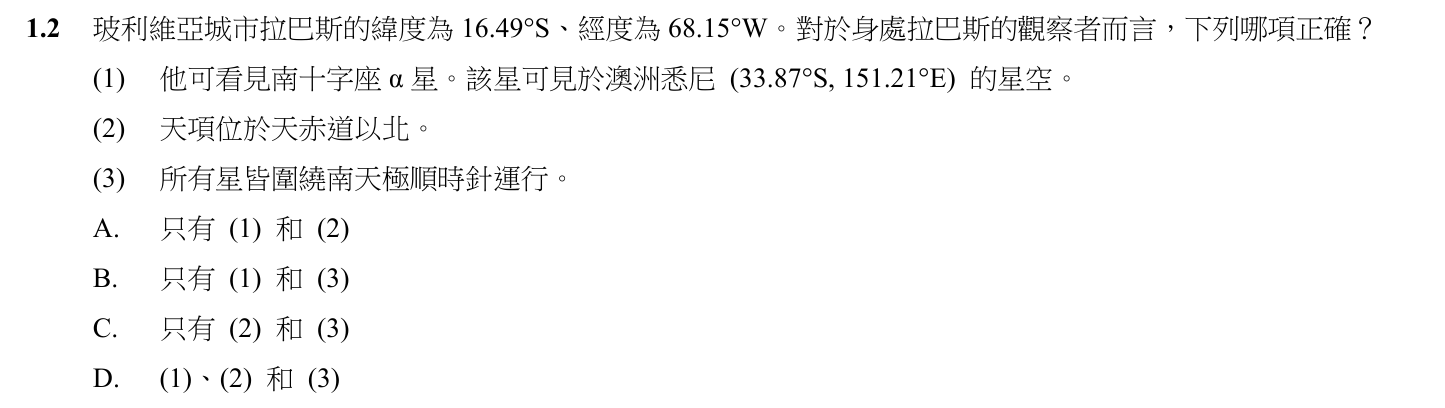 1.2 玻利維亞城市拉巴斯的緯度為 16.49°S、經度為 68.15°W。對於身處拉巴斯的觀察者而言，下列哪項正確？
(1) 他可看見南十字座 α 星。該星可見於澳洲悉尼 (33.87°S, 151.21°E) 的星空。
(2) 天項位於天赤道以北。
(3) 所有星皆圍繞南天極順時針運行。
A. 只有 (1) 和 (2)
B. 只有 (1) 和 (3)
C. 只有 (2) 和 (3)
D. (1)、(2) 和 (3)